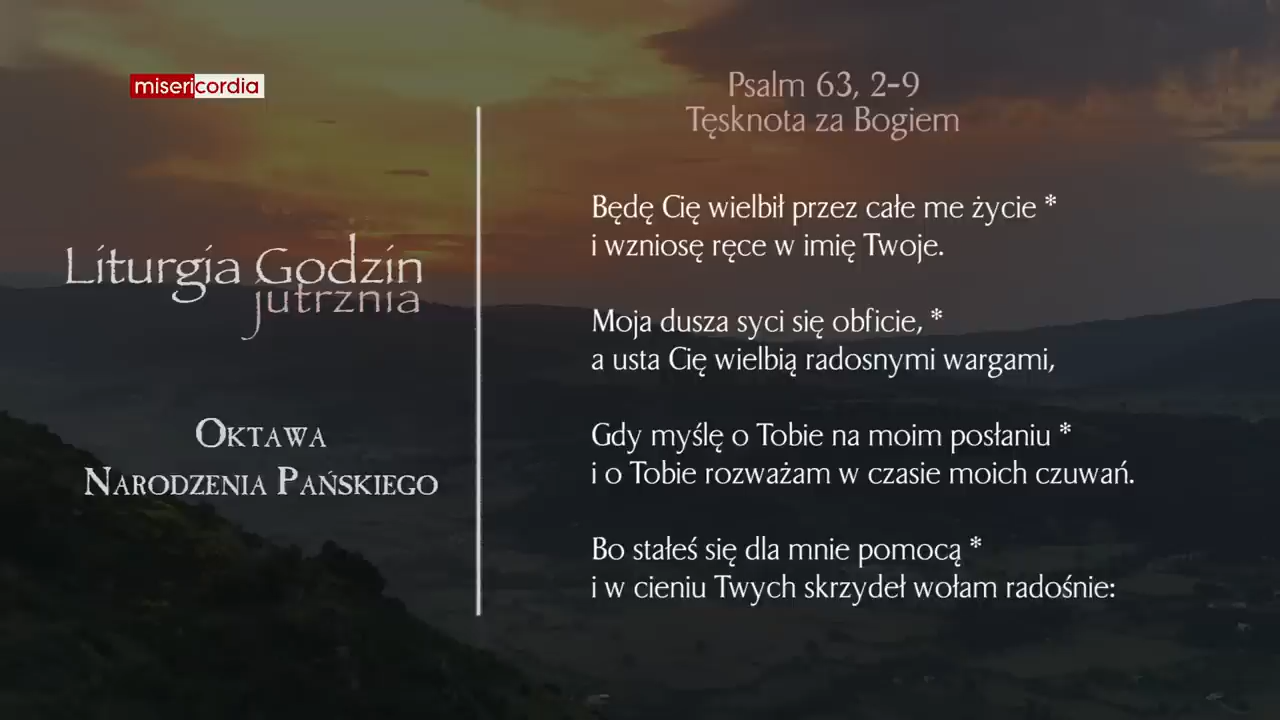 misericordia
Liturgia Godzin
jutrznia
Oktawa
Narodzenia Pańskiego
Psalm 63, 2-9
Tęsknota za Bogiem
Będę Cię wielbił przez całe me życie *
i wzniosę ręce w imię Twoje.
Moja dusza syci się obficie, *
a usta Cię wielbią radosnymi wargami,
Gdy myślę o Tobie na moim posłaniu *
i o Tobie rozważam w czasie moich czuwań.
Bo stałeś się dla mnie pomocą *
i w cieniu Twych skrzydeł wołam radośnie: